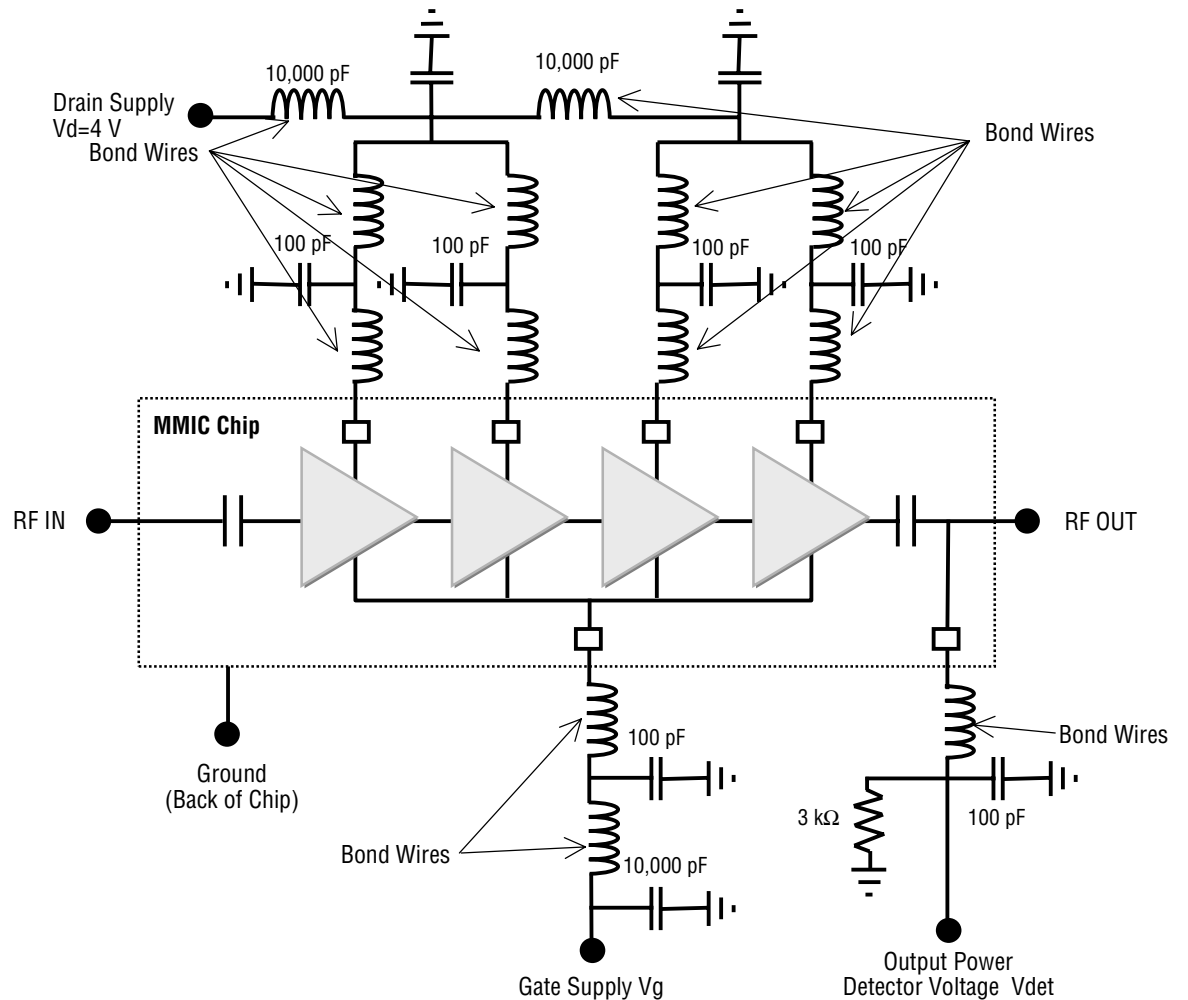 10,000 pF
10,000 pF
Drain Supply
Vd=4 V
Bond Wires
Bond Wires
100 pF
100 pF
100 pF
100 pF
MMIC Chip
RF IN
RF OUT
Ground
(Back of Chip)
100 pF
Bond Wires
3 kΩ
100 pF
Bond Wires
10,000 pF
Gate Supply Vg
Output Power
Detector Voltage Vdet